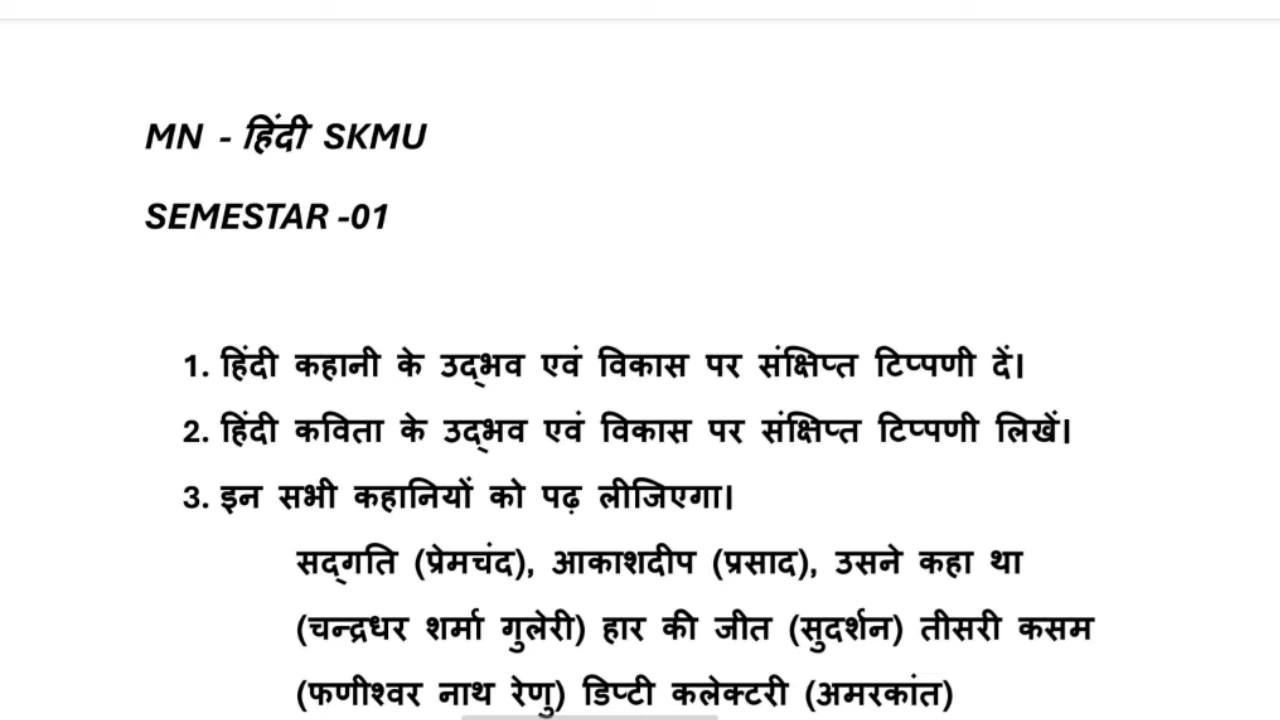 MN - हिंदी SKMU
SEMESTAR -01
1. हिंदी कहानी के उद्भव एवं विकास पर संक्षिप्त टिप्पणी दें।
2. हिंदी कविता के उद्भव एवं विकास पर संक्षिप्त टिप्पणी लिखें।
3. इन सभी कहानियों को पढ़ लीजिएगा।
सद्गति (प्रेमचंद), आकाशदीप (प्रसाद), उसने कहा था
(चन्द्रधर शर्मा गुलेरी) हार की जीत (सुदर्शन) तीसरी कसम
(फणीश्वर नाथ रेणु) डिप्टी कलेक्टरी (अमरकांत)